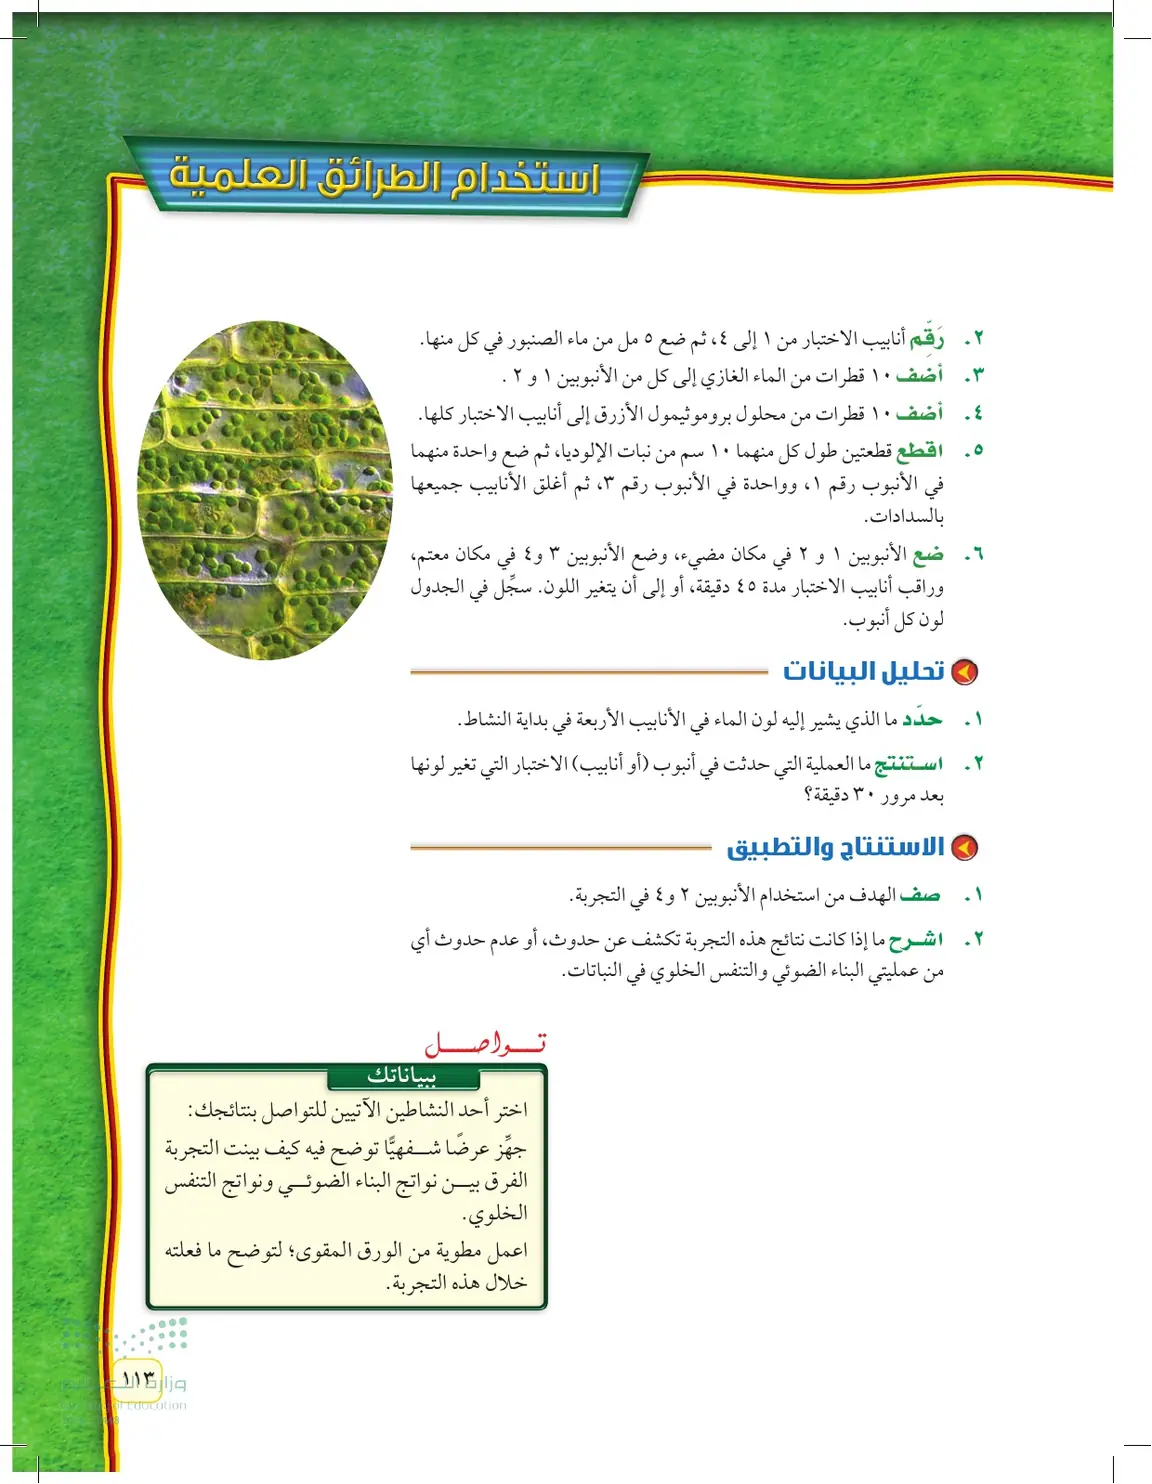 استخدام الطرائق العلمية
٢. رَقِّم أنابيب الاختبار من ١ إلى ٤، ثم ضع ٥ مل من ماء الصنبور في كل منها.
٣. أضف ١٠ قطرات من الماء الغازي إلى كل من الأنبوبين ١ و ٢ .
٤. أضف ١٠ قطرات من محلول بروموثيمول الأزرق إلى أنابيب الاختبار كلها.
٥. اقطع قطعتين طول كل منهما ١٠ سم من نبات الإلوديا، ثم ضع واحدة منهما
في الأنبوب رقم ١، وواحدة في الأنبوب رقم ٣، ثم أغلق الأنابيب جميعها
بالسدادات.
٦. ضع الأنبوبين ١ و ٢ في مكان مضيء، وضع الأنبوبين ٣ و٤ في مكان معتم،
وراقب أنابيب الاختبار مدة ٤٥ دقيقة، أو إلى أن يتغير اللون. سجِّل في الجدول
لون كل أنبوب.
تحليل البيانات
١. حدّد ما الذي يشير إليه لون الماء في الأنابيب الأربعة في بداية النشاط.
٢. استنتج ما العملية التي حدثت في أنبوب (أو أنابيب) الاختبار التي تغير لونها
بعد مرور ٣٠ دقيقة؟
الاستنتاج والتطبيق
١. صف الهدف من استخدام الأنبوبين ٢ و٤ في التجربة.
٢. اشرح ما إذا كانت نتائج هذه التجربة تكشف عن حدوث، أو عدم حدوث أي
من عمليتي البناء الضوئي والتنفس الخلوي في النباتات.
تواصل
ببياناتك
اختر أحد النشاطين الآتيين للتواصل بنتائجك:
جهِّز عرضًا شفهيًّا توضح فيه كيف بينت التجربة
الفرق بين نواتج البناء الضوئي ونواتج التنفس
الخلوي.
اعمل مطوية من الورق المقوى؛ لتوضح ما فعلته
خلال هذه التجربة.
١١٣
وزارة التعليم
Education